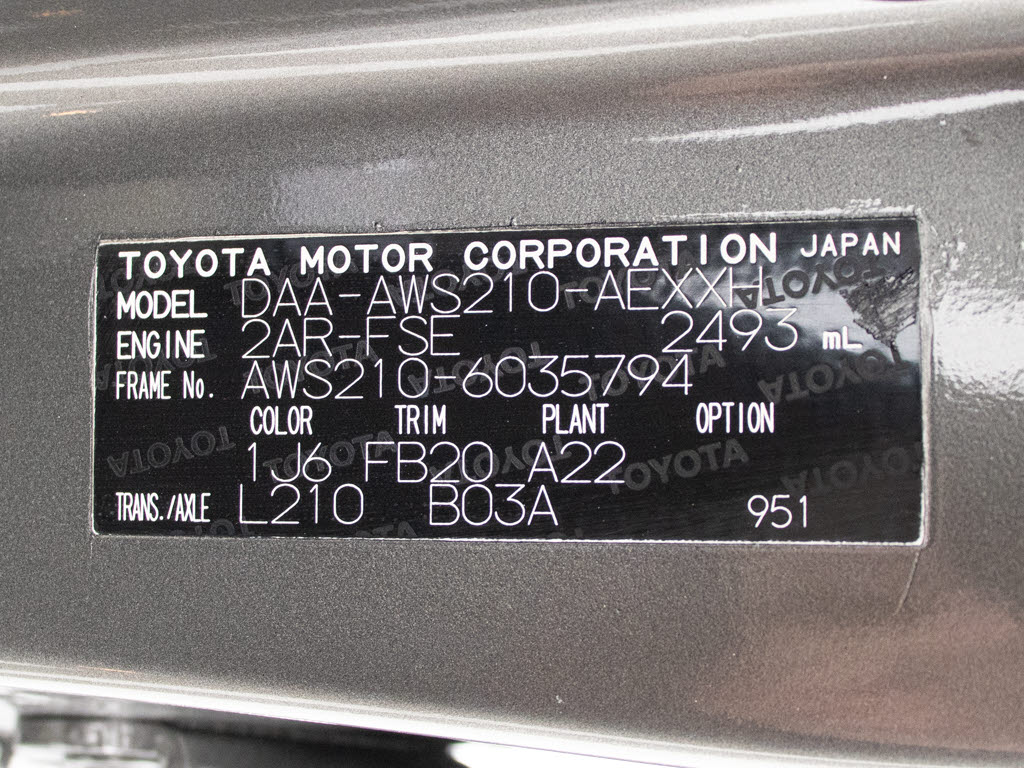 TOYOTA MOTOR CORPORATION JAPAN
MODEL DAA-AWS210-AEXXH
ENGINE 2AR-FSE 2493 mL
FRAME No. AWS210-6035794
COLOR TRIM PLANT OPTION
1J6 FB20 A22
TRANS./AXLE L210 B03A 951